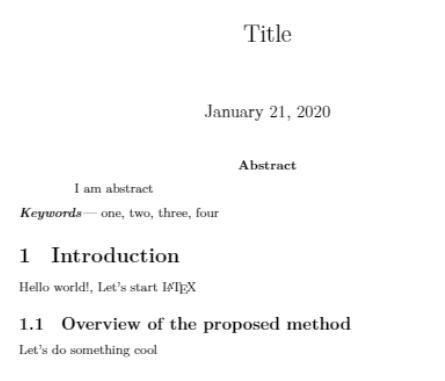 Title
January 21, 2020
Abstract
I am abstract
Keywords— one, two, three, four
1 Introduction
Hello world!, Let's start LATEX
1.1 Overview of the proposed method
Let's do something cool